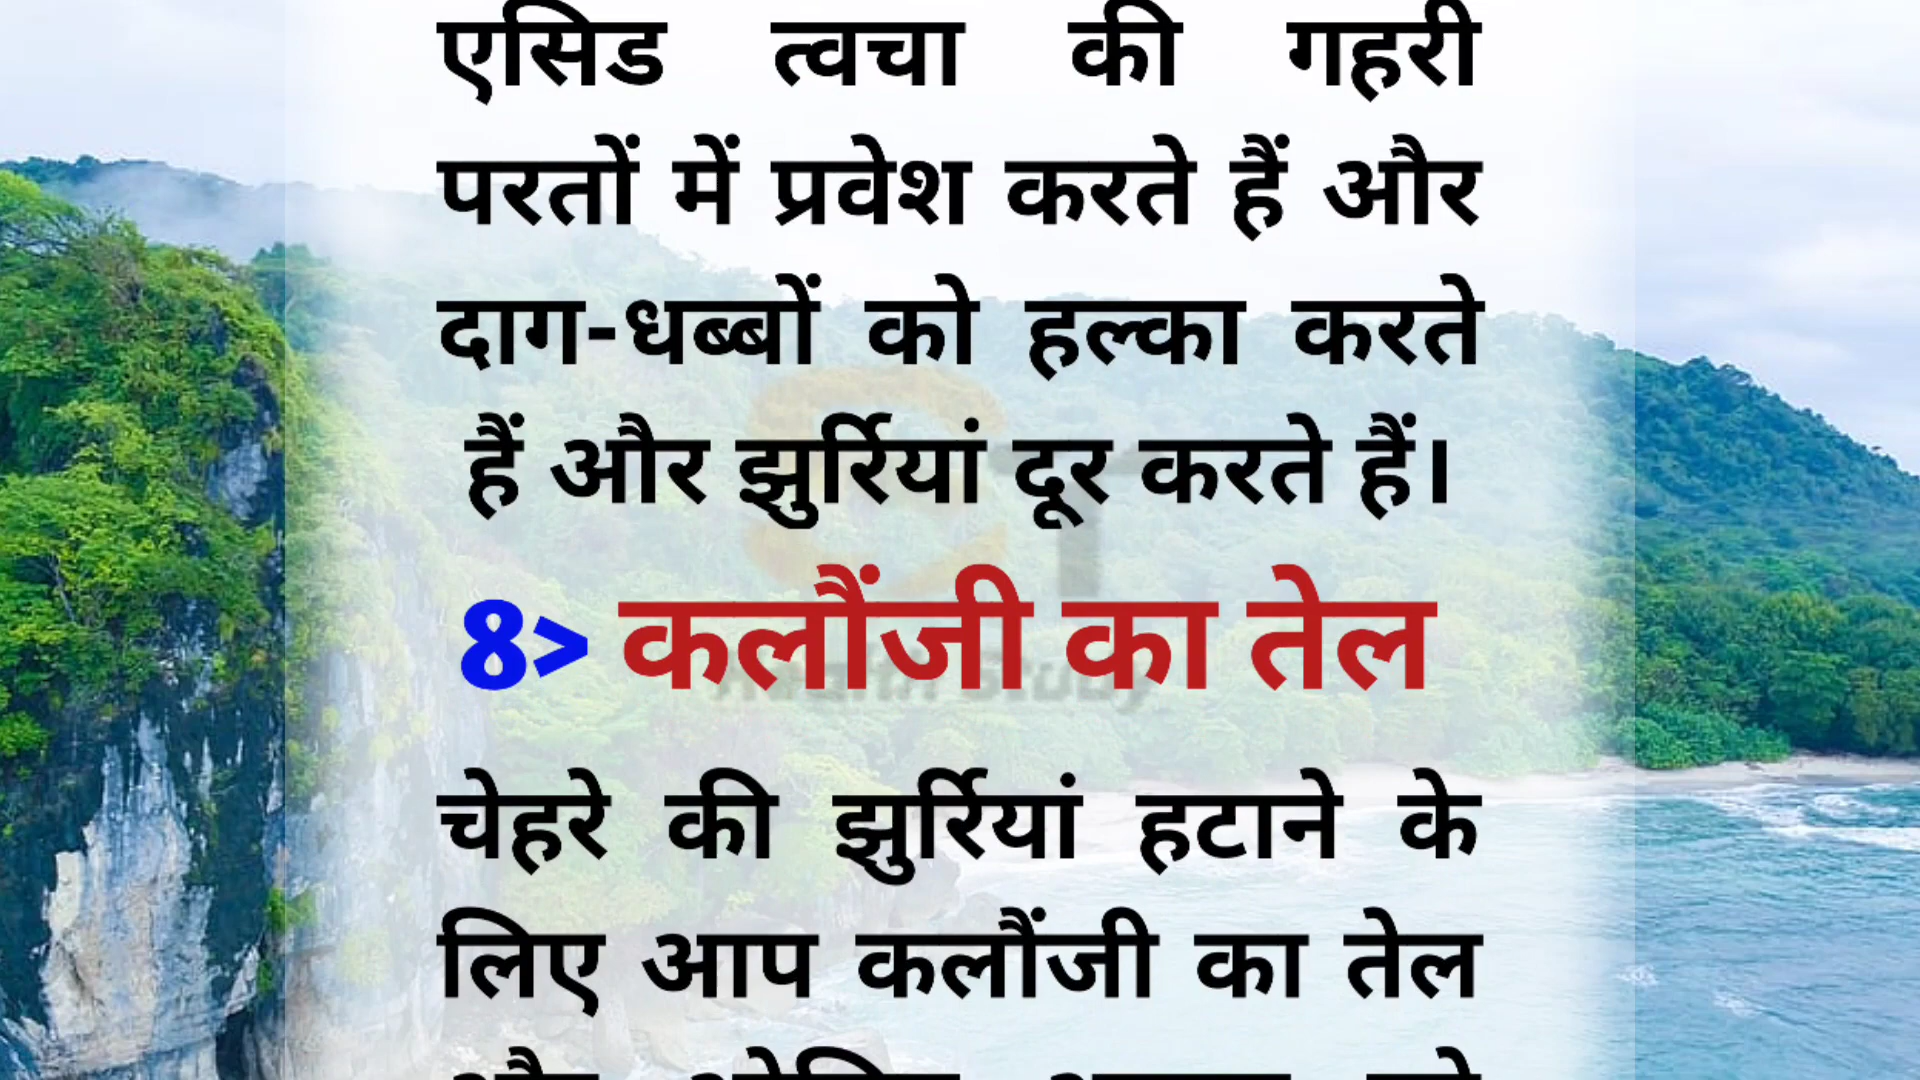 एसिड त्वचा की गहरी
परतों में प्रवेश करते हैं और
दाग-धब्बों को हल्का करते
हैं और झुर्रियां दूर करते हैं।
8> कलौंजी का तेल
चेहरे की झुर्रियां हटाने के
लिए आप कलौंजी का तेल